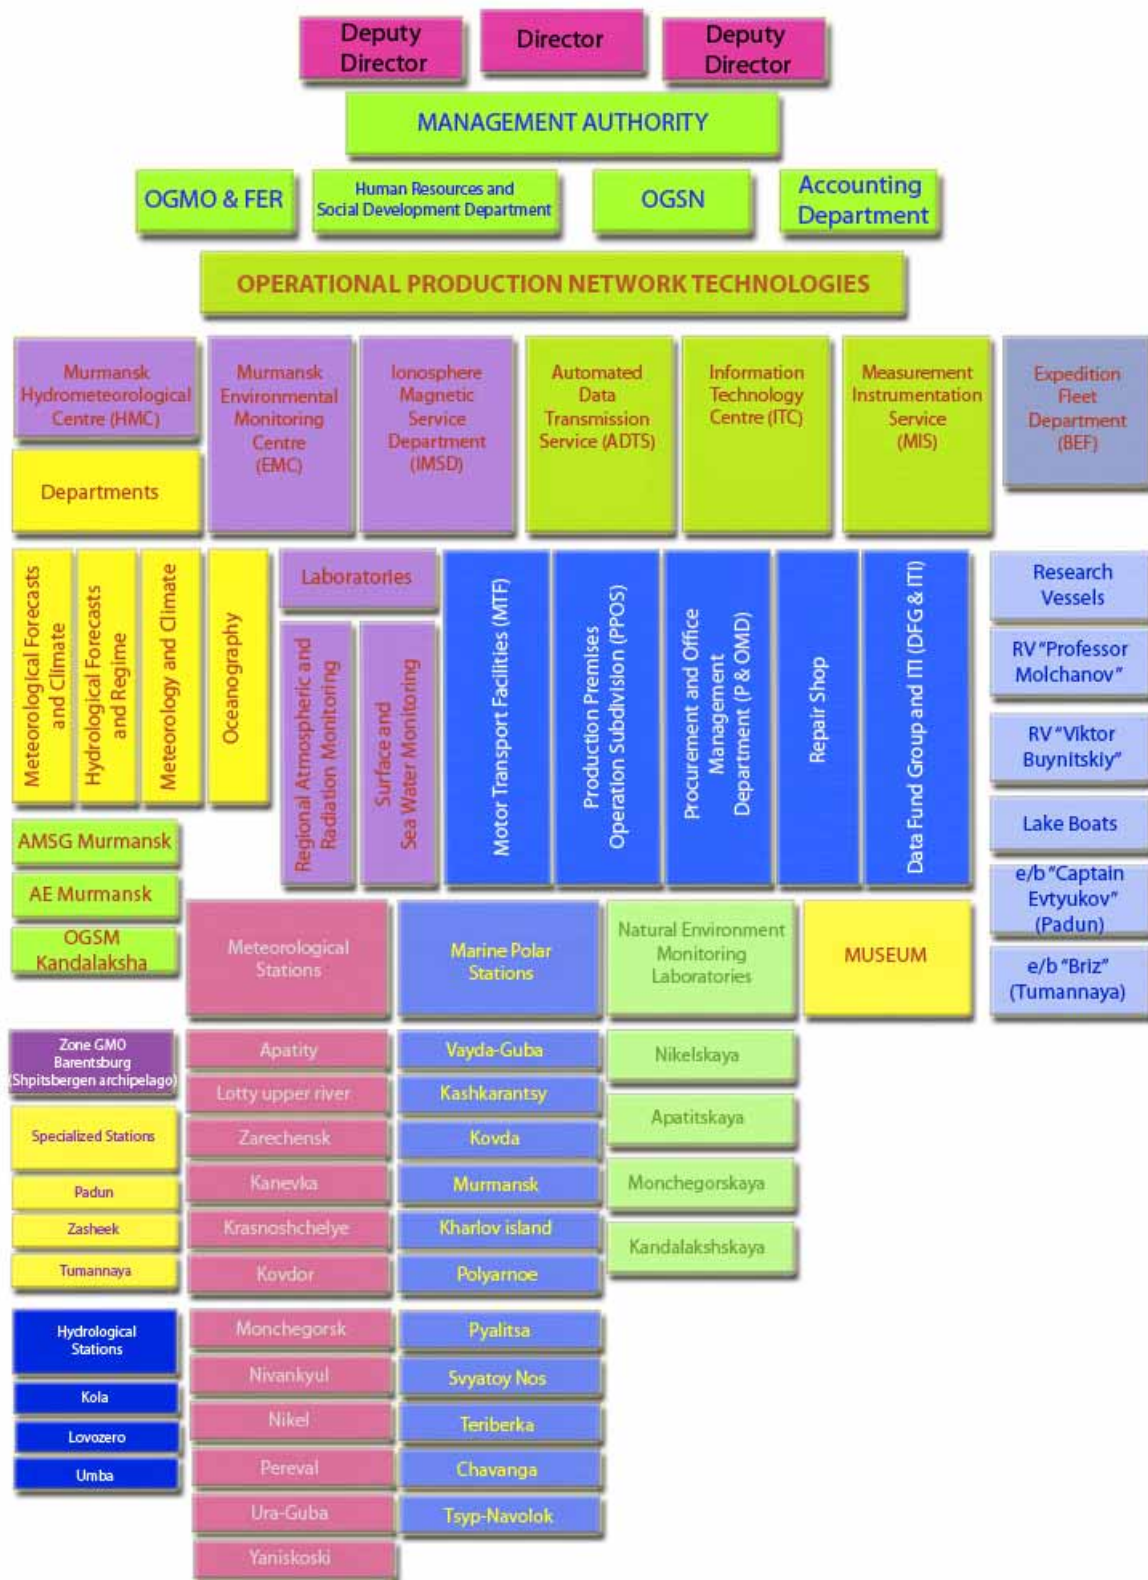 Deputy
Director
Director
Deputy
Director
MANAGEMENT AUTHORITY
OGMO & FER
Human Resources and
Social Development Department
OGSN
Accounting
Department
OPERATIONAL PRODUCTION NETWORK TECHNOLOGIES
Murmansk
Hydrometeorological
Centre (HMC)
Murmansk
Environmental
Monitoring
Centre
(EMC)
Ionosphere
Magnetic
Service
Department
(IMSD)
Automated
Data
Transmission
Service (ADTS)
Information
Technology
Centre (ITC)
Measurement
Instrumentation
Service
(MIS)
Expedition
Fleet
Department
(BEF)
Departments
Meteorological Forecasts
and Climate
Hydrological Forecasts
and Regime
Meteorology and Climate
Oceanography
Laboratories
Regional Atmospheric and
Radiation Monitoring
Surface and
Sea Water Monitoring
Motor Transport Facilities (MTF)
Production Premises
Operation Subdivision (PPOS)
Procurement and Office
Management
Department (P & OMD)
Repair Shop
Data Fund Group and ITI (DFG & ITI)
Research
Vessels
RV "Professor
Molchanov"
RV "Viktor
Buynitskiy"
Lake Boats
e/b "Captain
Evtyukov"
(Padun)
e/b "Briz"
(Tumannaya)
AMSG Murmansk
AE Murmansk
OGSM
Kandalaksha
Meteorological
Stations
Marine Polar
Stations
Natural Environment
Monitoring
Laboratories
MUSEUM
Zone GMO
Barentsburg
(Shpitsbergen archipelago)
Specialized Stations
Padun
Zasheek
Tumannaya
Hydrological
Stations
Kola
Lovozero
Umba
Apatity
Lotty upper river
Zarechensk
Kanevka
Krasnoshchelye
Kovdor
Monchegorsk
Nivankyul
Nikel
Pereval
Ura-Guba
Yaniskoski
Vayda-Guba
Kashkarantsy
Kovda
Murmansk
Kharlov island
Polyarnoe
Pyalitsa
Svyatoy Nos
Teriberka
Chavanga
Tsyp-Navolok
Nikelskaya
Apatitskaya
Monchegorskaya
Kandalakshskaya